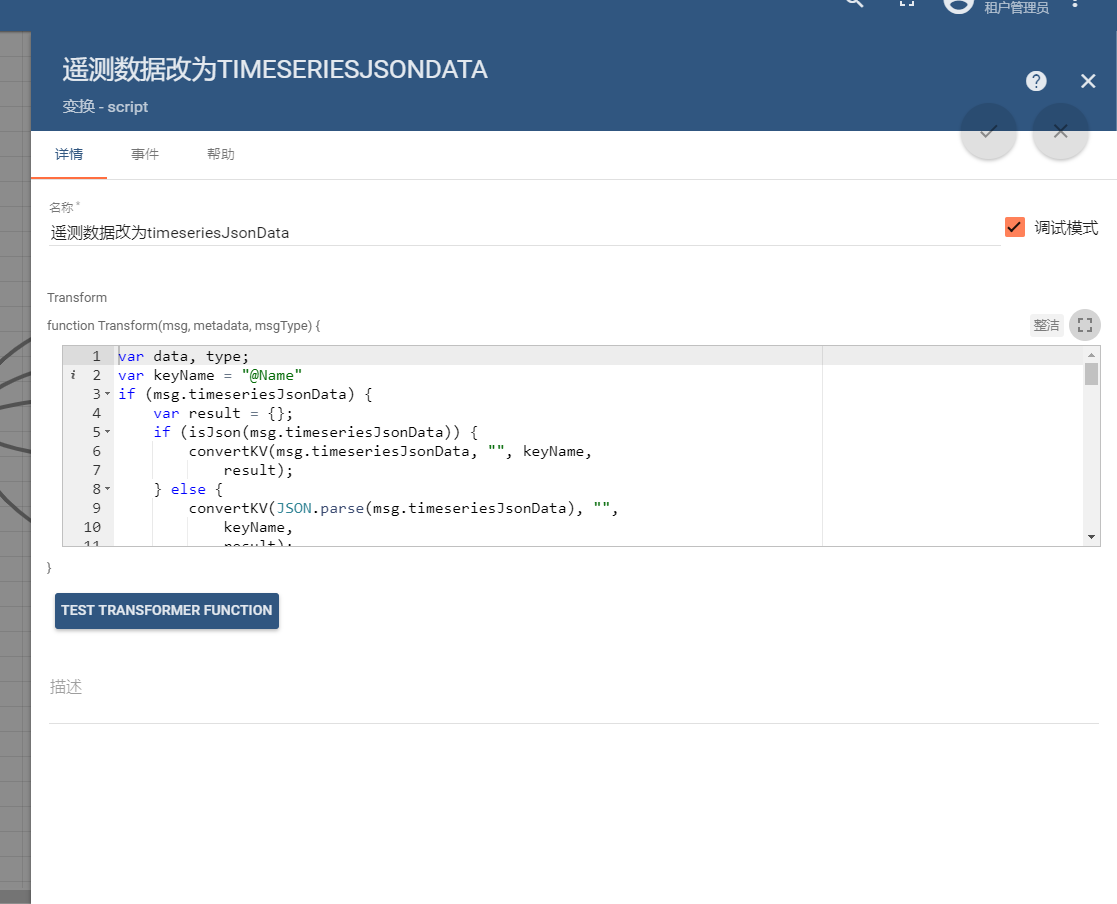 租户管理员
遥测数据改为TIMESERIESJSONDATA
变换 - script
详情 事件 帮助
名称 *
遥测数据改为timeseriesJsonData
调试模式
Transform
function Transform(msg, metadata, msgType) {
整洁
1 var data, type;
i 2 var keyName = "@Name"
3 if (msg.timeseriesJsonData) {
4 var result = {};
5 if (isJson(msg.timeseriesJsonData)) {
6 convertKV(msg.timeseriesJsonData, "", keyName,
7 result);
8 } else {
9 convertKV(JSON.parse(msg.timeseriesJsonData), "",
10 keyName,
11 result);
}
TEST TRANSFORMER FUNCTION
描述